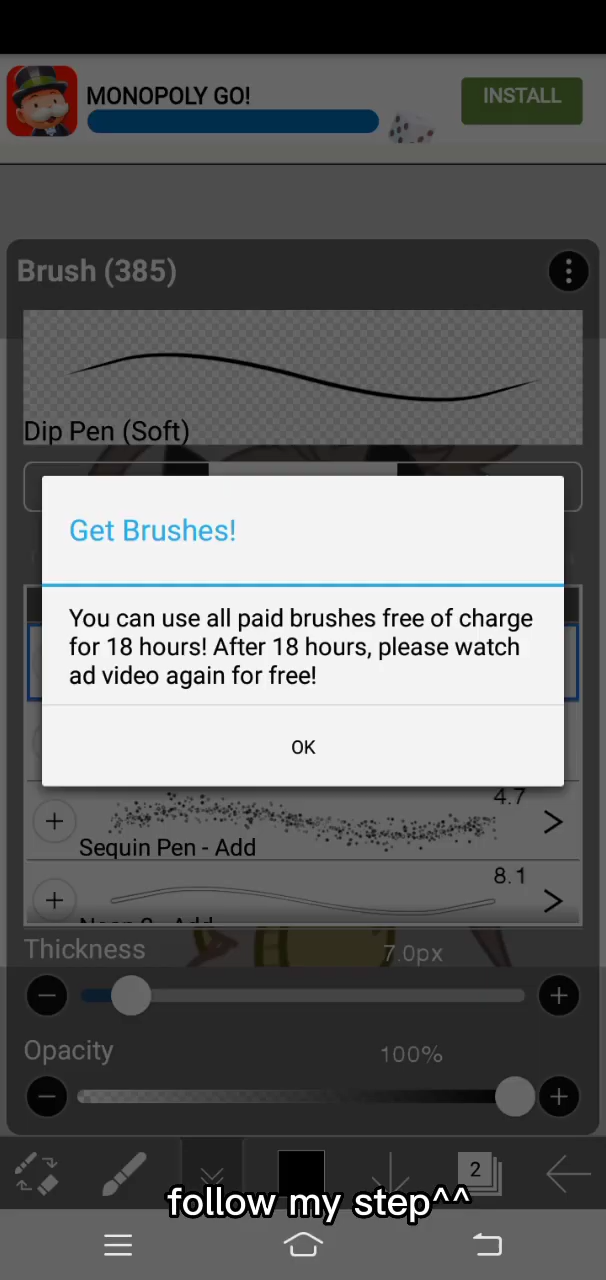 MONOPOLY GO!
INSTALL
Brush (385)
Dip Pen (Soft)
Get Brushes!
You can use all paid brushes free of charge
for 18 hours! After 18 hours, please watch
ad video again for free!
OK
4.7
Sequin Pen - Add
8.1
Thickness
7.0px
Opacity
100%
2
follow my step^^